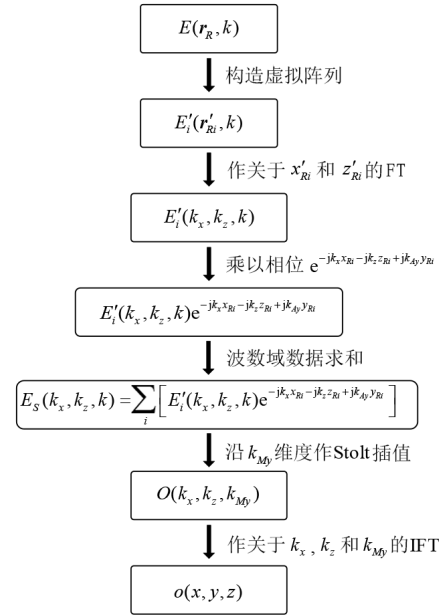 E(r_R, k)
构造虚拟阵列
E'_i(r'_{Ri}, k)
作关于 x'_{Ri} 和 z'_{Ri} 的FT
E'_i(k_x, k_z, k)
乘以相位 e^{-jk_x x_{Ri} - jk_z z_{Ri} + jk_{Ay} y_{Ri}}
E'_i(k_x, k_z, k)e^{-jk_x x_{Ri} - jk_z z_{Ri} + jk_{Ay} y_{Ri}}
波数域数据求和
E_S(k_x, k_z, k) = ∑_i [E'_i(k_x, k_z, k)e^{-jk_x x_{Ri} - jk_z z_{Ri} + jk_{Ay} y_{Ri}}]
沿 k_{My} 维度作Stolt插值
O(k_x, k_z, k_{My})
作关于 k_x , k_z 和 k_{My} 的IFT
o(x, y, z)